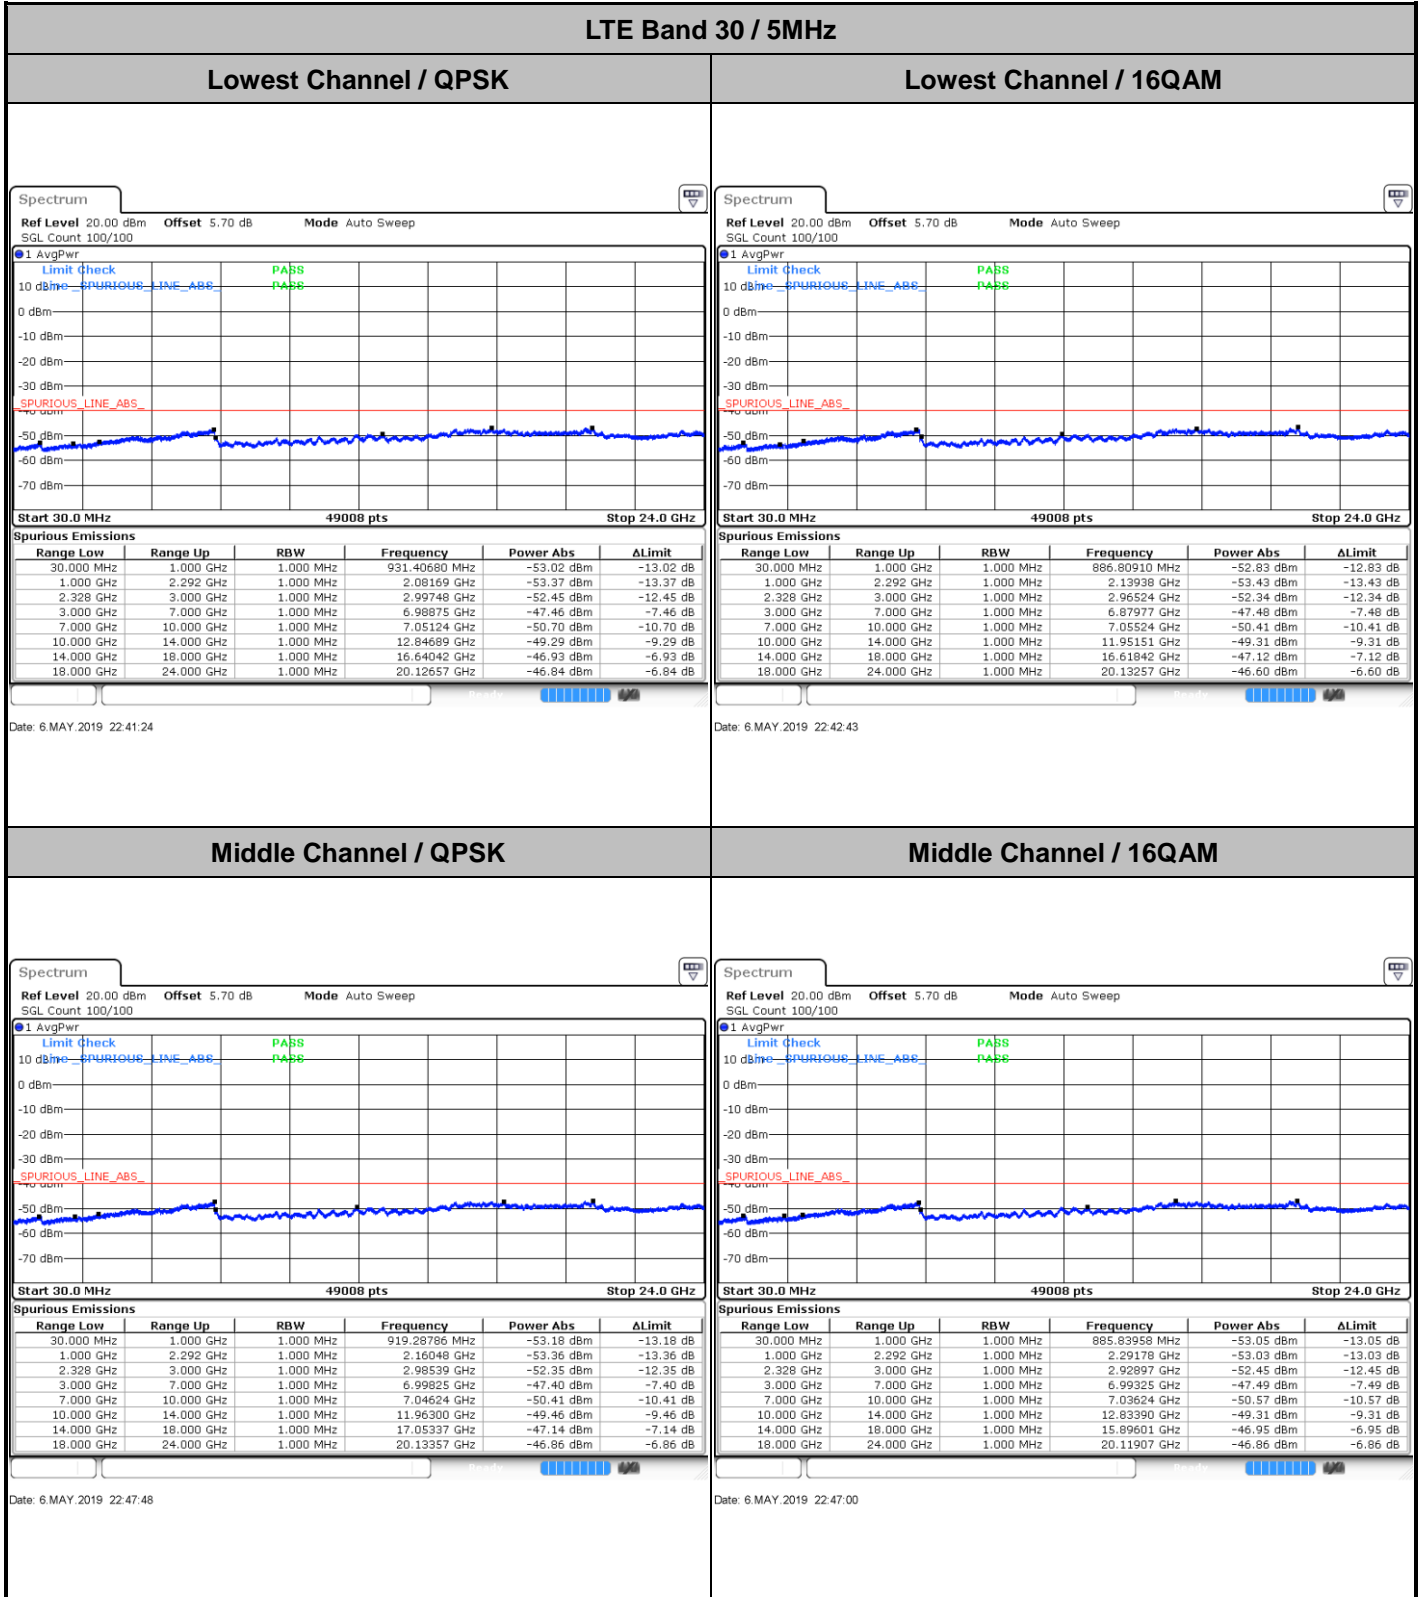 LTE Band 30 / 5MHz
Lowest Channel / QPSK
Lowest Channel / 16QAM
Spectrum
Ref Level 20.00 dBm Offset 5.70 dB Mode Auto Sweep
SGL Count 100/100
1 AvgPwr
Limit Check PASS
Line _SPURIOUS_LINE_ABS_ PASS
10 dBm
0 dBm
-10 dBm
-20 dBm
-30 dBm
_SPURIOUS_LINE_ABS_
-40 dBm
-50 dBm
-60 dBm
-70 dBm
Start 30.0 MHz 49008 pts Stop 24.0 GHz
Spurious Emissions
Range Low Range Up RBW Frequency Power Abs ΔLimit
30.000 MHz 1.000 GHz 1.000 MHz 931.40680 MHz -53.02 dBm -13.02 dB
1.000 GHz 2.292 GHz 1.000 MHz 2.08169 GHz -53.37 dBm -13.37 dB
2.328 GHz 3.000 GHz 1.000 MHz 2.99748 GHz -52.45 dBm -12.45 dB
3.000 GHz 7.000 GHz 1.000 MHz 6.98875 GHz -47.46 dBm -7.46 dB
7.000 GHz 10.000 GHz 1.000 MHz 7.05124 GHz -50.70 dBm -10.70 dB
10.000 GHz 14.000 GHz 1.000 MHz 12.84689 GHz -49.29 dBm -9.29 dB
14.000 GHz 18.000 GHz 1.000 MHz 16.64042 GHz -46.93 dBm -6.93 dB
18.000 GHz 24.000 GHz 1.000 MHz 20.12657 GHz -46.84 dBm -6.84 dB
Ready
Date: 6.MAY.2019 22:41:24
Spectrum
Ref Level 20.00 dBm Offset 5.70 dB Mode Auto Sweep
SGL Count 100/100
1 AvgPwr
Limit Check PASS
Line _SPURIOUS_LINE_ABS_ PASS
10 dBm
0 dBm
-10 dBm
-20 dBm
-30 dBm
_SPURIOUS_LINE_ABS_
-40 dBm
-50 dBm
-60 dBm
-70 dBm
Start 30.0 MHz 49008 pts Stop 24.0 GHz
Spurious Emissions
Range Low Range Up RBW Frequency Power Abs ΔLimit
30.000 MHz 1.000 GHz 1.000 MHz 886.80910 MHz -52.83 dBm -12.83 dB
1.000 GHz 2.292 GHz 1.000 MHz 2.13938 GHz -53.43 dBm -13.43 dB
2.328 GHz 3.000 GHz 1.000 MHz 2.96524 GHz -52.34 dBm -12.34 dB
3.000 GHz 7.000 GHz 1.000 MHz 6.87977 GHz -47.48 dBm -7.48 dB
7.000 GHz 10.000 GHz 1.000 MHz 7.05524 GHz -50.41 dBm -10.41 dB
10.000 GHz 14.000 GHz 1.000 MHz 11.95151 GHz -49.31 dBm -9.31 dB
14.000 GHz 18.000 GHz 1.000 MHz 16.61842 GHz -47.12 dBm -7.12 dB
18.000 GHz 24.000 GHz 1.000 MHz 20.13257 GHz -46.60 dBm -6.60 dB
Ready
Date: 6.MAY.2019 22:42:43
Middle Channel / QPSK
Middle Channel / 16QAM
Spectrum
Ref Level 20.00 dBm Offset 5.70 dB Mode Auto Sweep
SGL Count 100/100
1 AvgPwr
Limit Check PASS
Line _SPURIOUS_LINE_ABS_ PASS
10 dBm
0 dBm
-10 dBm
-20 dBm
-30 dBm
_SPURIOUS_LINE_ABS_
-40 dBm
-50 dBm
-60 dBm
-70 dBm
Start 30.0 MHz 49008 pts Stop 24.0 GHz
Spurious Emissions
Range Low Range Up RBW Frequency Power Abs ΔLimit
30.000 MHz 1.000 GHz 1.000 MHz 919.28786 MHz -53.18 dBm -13.18 dB
1.000 GHz 2.292 GHz 1.000 MHz 2.16048 GHz -53.36 dBm -13.36 dB
2.328 GHz 3.000 GHz 1.000 MHz 2.98539 GHz -52.35 dBm -12.35 dB
3.000 GHz 7.000 GHz 1.000 MHz 6.99825 GHz -47.40 dBm -7.40 dB
7.000 GHz 10.000 GHz 1.000 MHz 7.04624 GHz -50.41 dBm -10.41 dB
10.000 GHz 14.000 GHz 1.000 MHz 11.96300 GHz -49.46 dBm -9.46 dB
14.000 GHz 18.000 GHz 1.000 MHz 17.05337 GHz -47.14 dBm -7.14 dB
18.000 GHz 24.000 GHz 1.000 MHz 20.13357 GHz -46.86 dBm -6.86 dB
Ready
Date: 6.MAY.2019 22:47:48
Spectrum
Ref Level 20.00 dBm Offset 5.70 dB Mode Auto Sweep
SGL Count 100/100
1 AvgPwr
Limit Check PASS
Line _SPURIOUS_LINE_ABS_ PASS
10 dBm
0 dBm
-10 dBm
-20 dBm
-30 dBm
_SPURIOUS_LINE_ABS_
-40 dBm
-50 dBm
-60 dBm
-70 dBm
Start 30.0 MHz 49008 pts Stop 24.0 GHz
Spurious Emissions
Range Low Range Up RBW Frequency Power Abs ΔLimit
30.000 MHz 1.000 GHz 1.000 MHz 885.83958 MHz -53.05 dBm -13.05 dB
1.000 GHz 2.292 GHz 1.000 MHz 2.29178 GHz -53.03 dBm -13.03 dB
2.328 GHz 3.000 GHz 1.000 MHz 2.92897 GHz -52.45 dBm -12.45 dB
3.000 GHz 7.000 GHz 1.000 MHz 6.99325 GHz -47.49 dBm -7.49 dB
7.000 GHz 10.000 GHz 1.000 MHz 7.03624 GHz -50.57 dBm -10.57 dB
10.000 GHz 14.000 GHz 1.000 MHz 12.83390 GHz -49.31 dBm -9.31 dB
14.000 GHz 18.000 GHz 1.000 MHz 15.89601 GHz -46.95 dBm -6.95 dB
18.000 GHz 24.000 GHz 1.000 MHz 20.11907 GHz -46.86 dBm -6.86 dB
Ready
Date: 6.MAY.2019 22:47:00